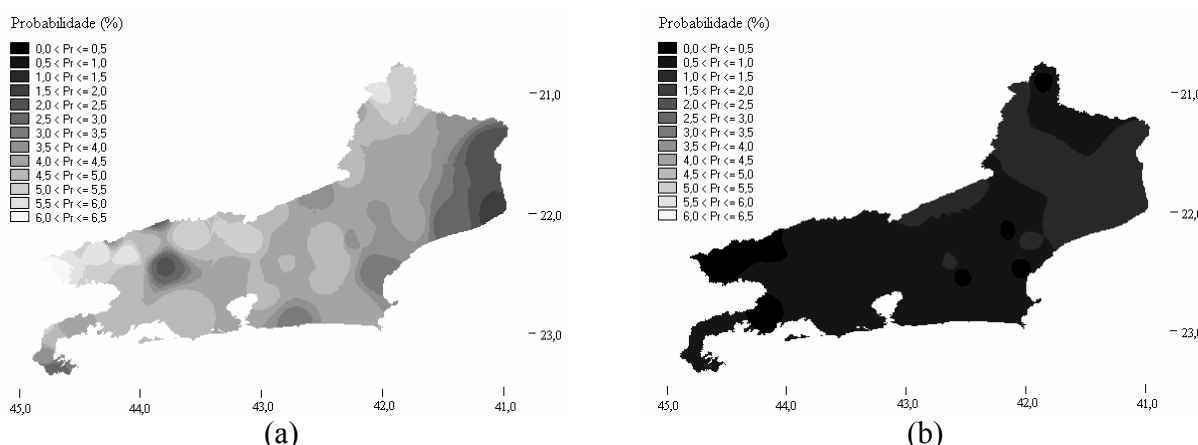 Probabilidade (%)
0,0 < Pr <= 0,5
0,5 < Pr <= 1,0
1,0 < Pr <= 1,5
1,5 < Pr <= 2,0
2,0 < Pr <= 2,5
2,5 < Pr <= 3,0
3,0 < Pr <= 3,5
3,5 < Pr <= 4,0
4,0 < Pr <= 4,5
4,5 < Pr <= 5,0
5,0 < Pr <= 5,5
5,5 < Pr <= 6,0
6,0 < Pr <= 6,5
21,0
22,0
23,0
45,0 44,0 43,0 42,0 41,0
(a)
Probabilidade (%)
0,0 < Pr <= 0,5
0,5 < Pr <= 1,0
1,0 < Pr <= 1,5
1,5 < Pr <= 2,0
2,0 < Pr <= 2,5
2,5 < Pr <= 3,0
3,0 < Pr <= 3,5
3,5 < Pr <= 4,0
4,0 < Pr <= 4,5
4,5 < Pr <= 5,0
5,0 < Pr <= 5,5
5,5 < Pr <= 6,0
6,0 < Pr <= 6,5
21,0
22,0
23,0
45,0 44,0 43,0 42,0 41,0
(b)